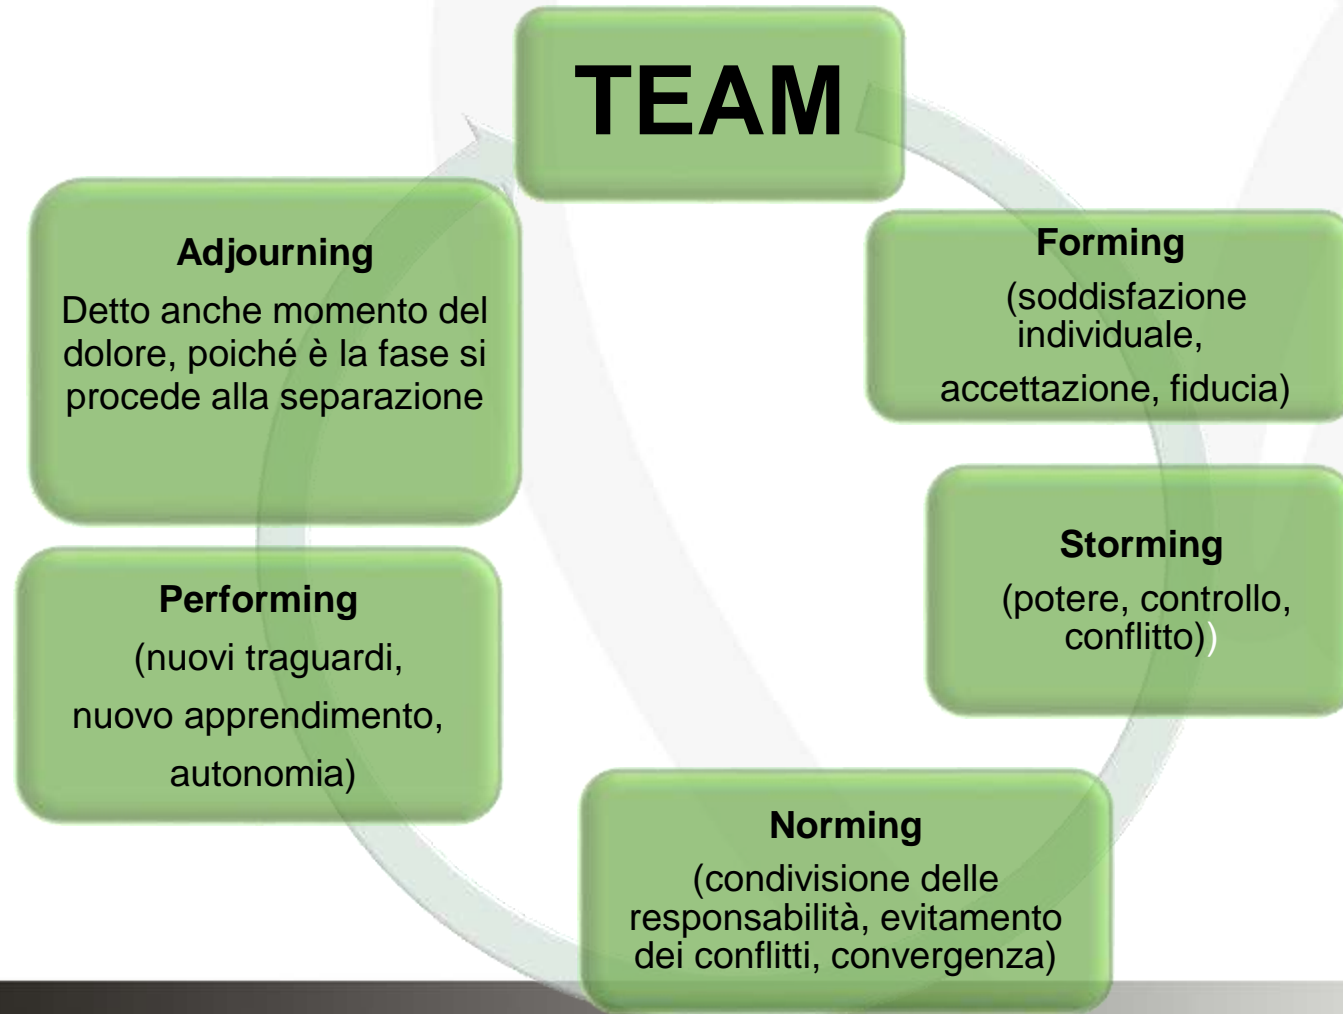 TEAM
Forming
(soddisfazione
individuale,
accettazione, fiducia)
Storming
(potere, controllo,
conflitto))
Norming
(condivisione delle
responsabilità, evitamento
dei conflitti, convergenza)
Performing
(nuovi traguardi,
nuovo apprendimento,
autonomia)
Adjourning
Detto anche momento del
dolore, poiché è la fase si
procede alla separazione